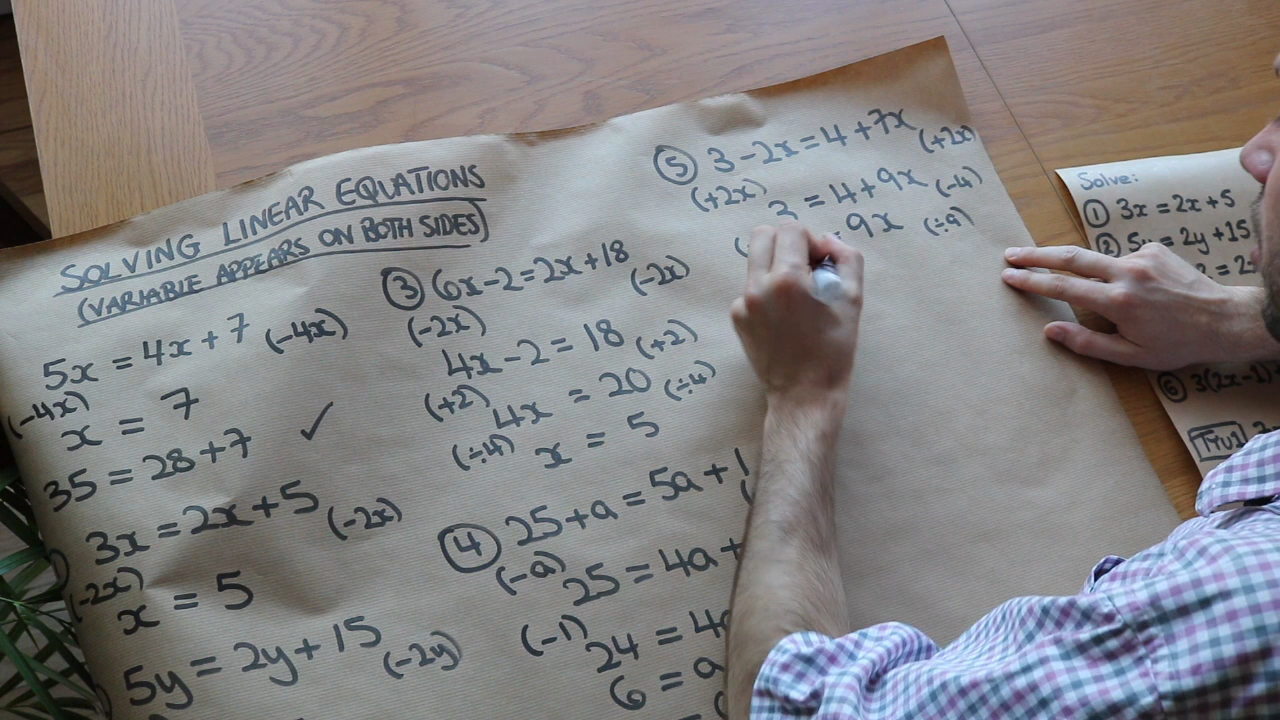 SOLVING LINEAR EQUATIONS
(VARIABLE APPEARS ON BOTH SIDES)
5x = 4x + 7 (-4x)
(-4x)
x = 7
35 = 28 + 7 ✓
3x = 2x + 5 (-2x)
(-2x)
x = 5
5y = 2y + 15 (-2y)
③ 6x - 2 = 2x + 18 (-2x)
(-2x)
4x - 2 = 18 (+2)
(+2) 4x = 20 (÷4)
(÷4) x = 5
④ 25 + a = 5a + 1
(-a)
25 = 4a +
(-1)
24 = 4a
6 = a
⑤ 3 - 2x = 4 + 7x (+2x)
(+2x) 3 = 4 + 9x (-4)
= 9x (÷9)
Solve:
① 3x = 2x + 5
② 5y = 2y + 15
= 2x
⑥ 3(2x-1)
Try 1